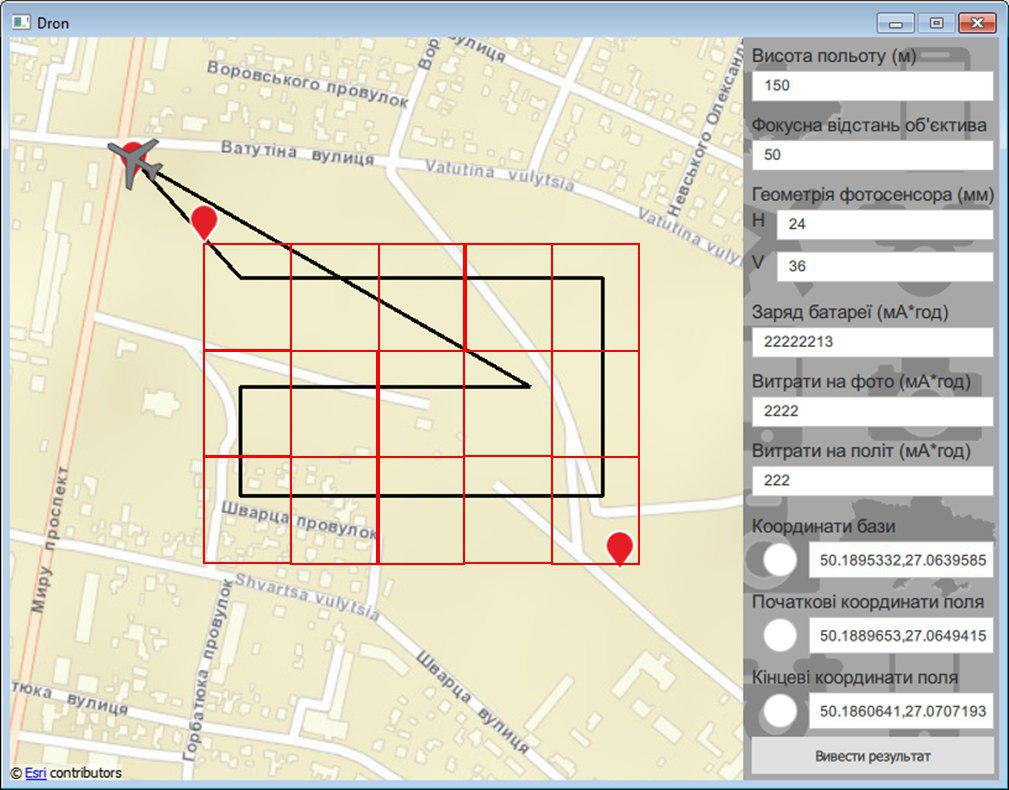 Dron
Воровського провулок
Вор
вулиця
Ватутіна вулиця
Vatutina vulytsia
Невського Олександ
Vatutina vuly
Миру проспект
Шварца провулок
Shvartsa vulytsia
Горбатюка провулок
Шварца вулиця
тюка вулиця
© Esri contributors
Висота польоту (м)
150
Фокусна відстань об'єктива
50
Геометрія фотосенсора (мм)
H 24
V 36
Заряд батареї (мА*год)
22222213
Витрати на фото (мА*год)
2222
Витрати на політ (мА*год)
222
Координати бази
50.1895332,27.0639585
Початкові координати поля
50.1889653,27.0649415
Кінцеві координати поля
50.1860641,27.0707193
Вивести результат